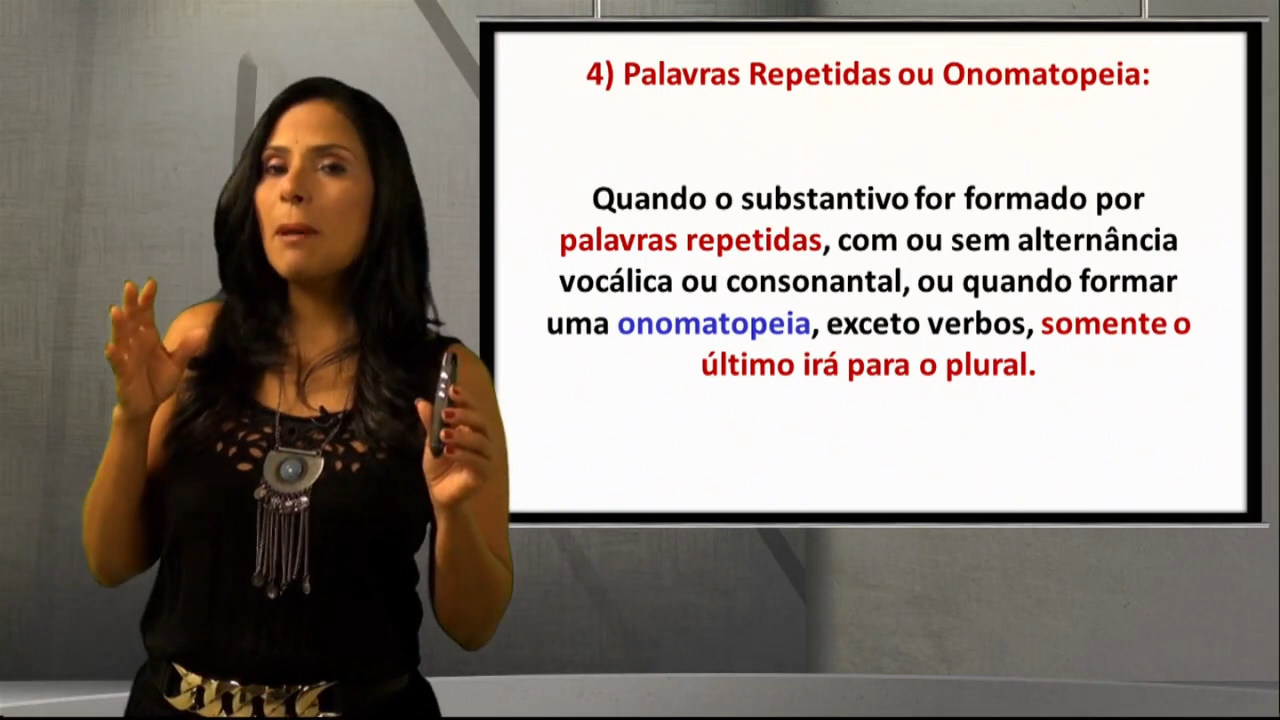 4) Palavras Repetidas ou Onomatopeia:
Quando o substantivo for formado por
palavras repetidas, com ou sem alternância
vocálica ou consonantal, ou quando formar
uma onomatopeia, exceto verbos, somente o
último irá para o plural.